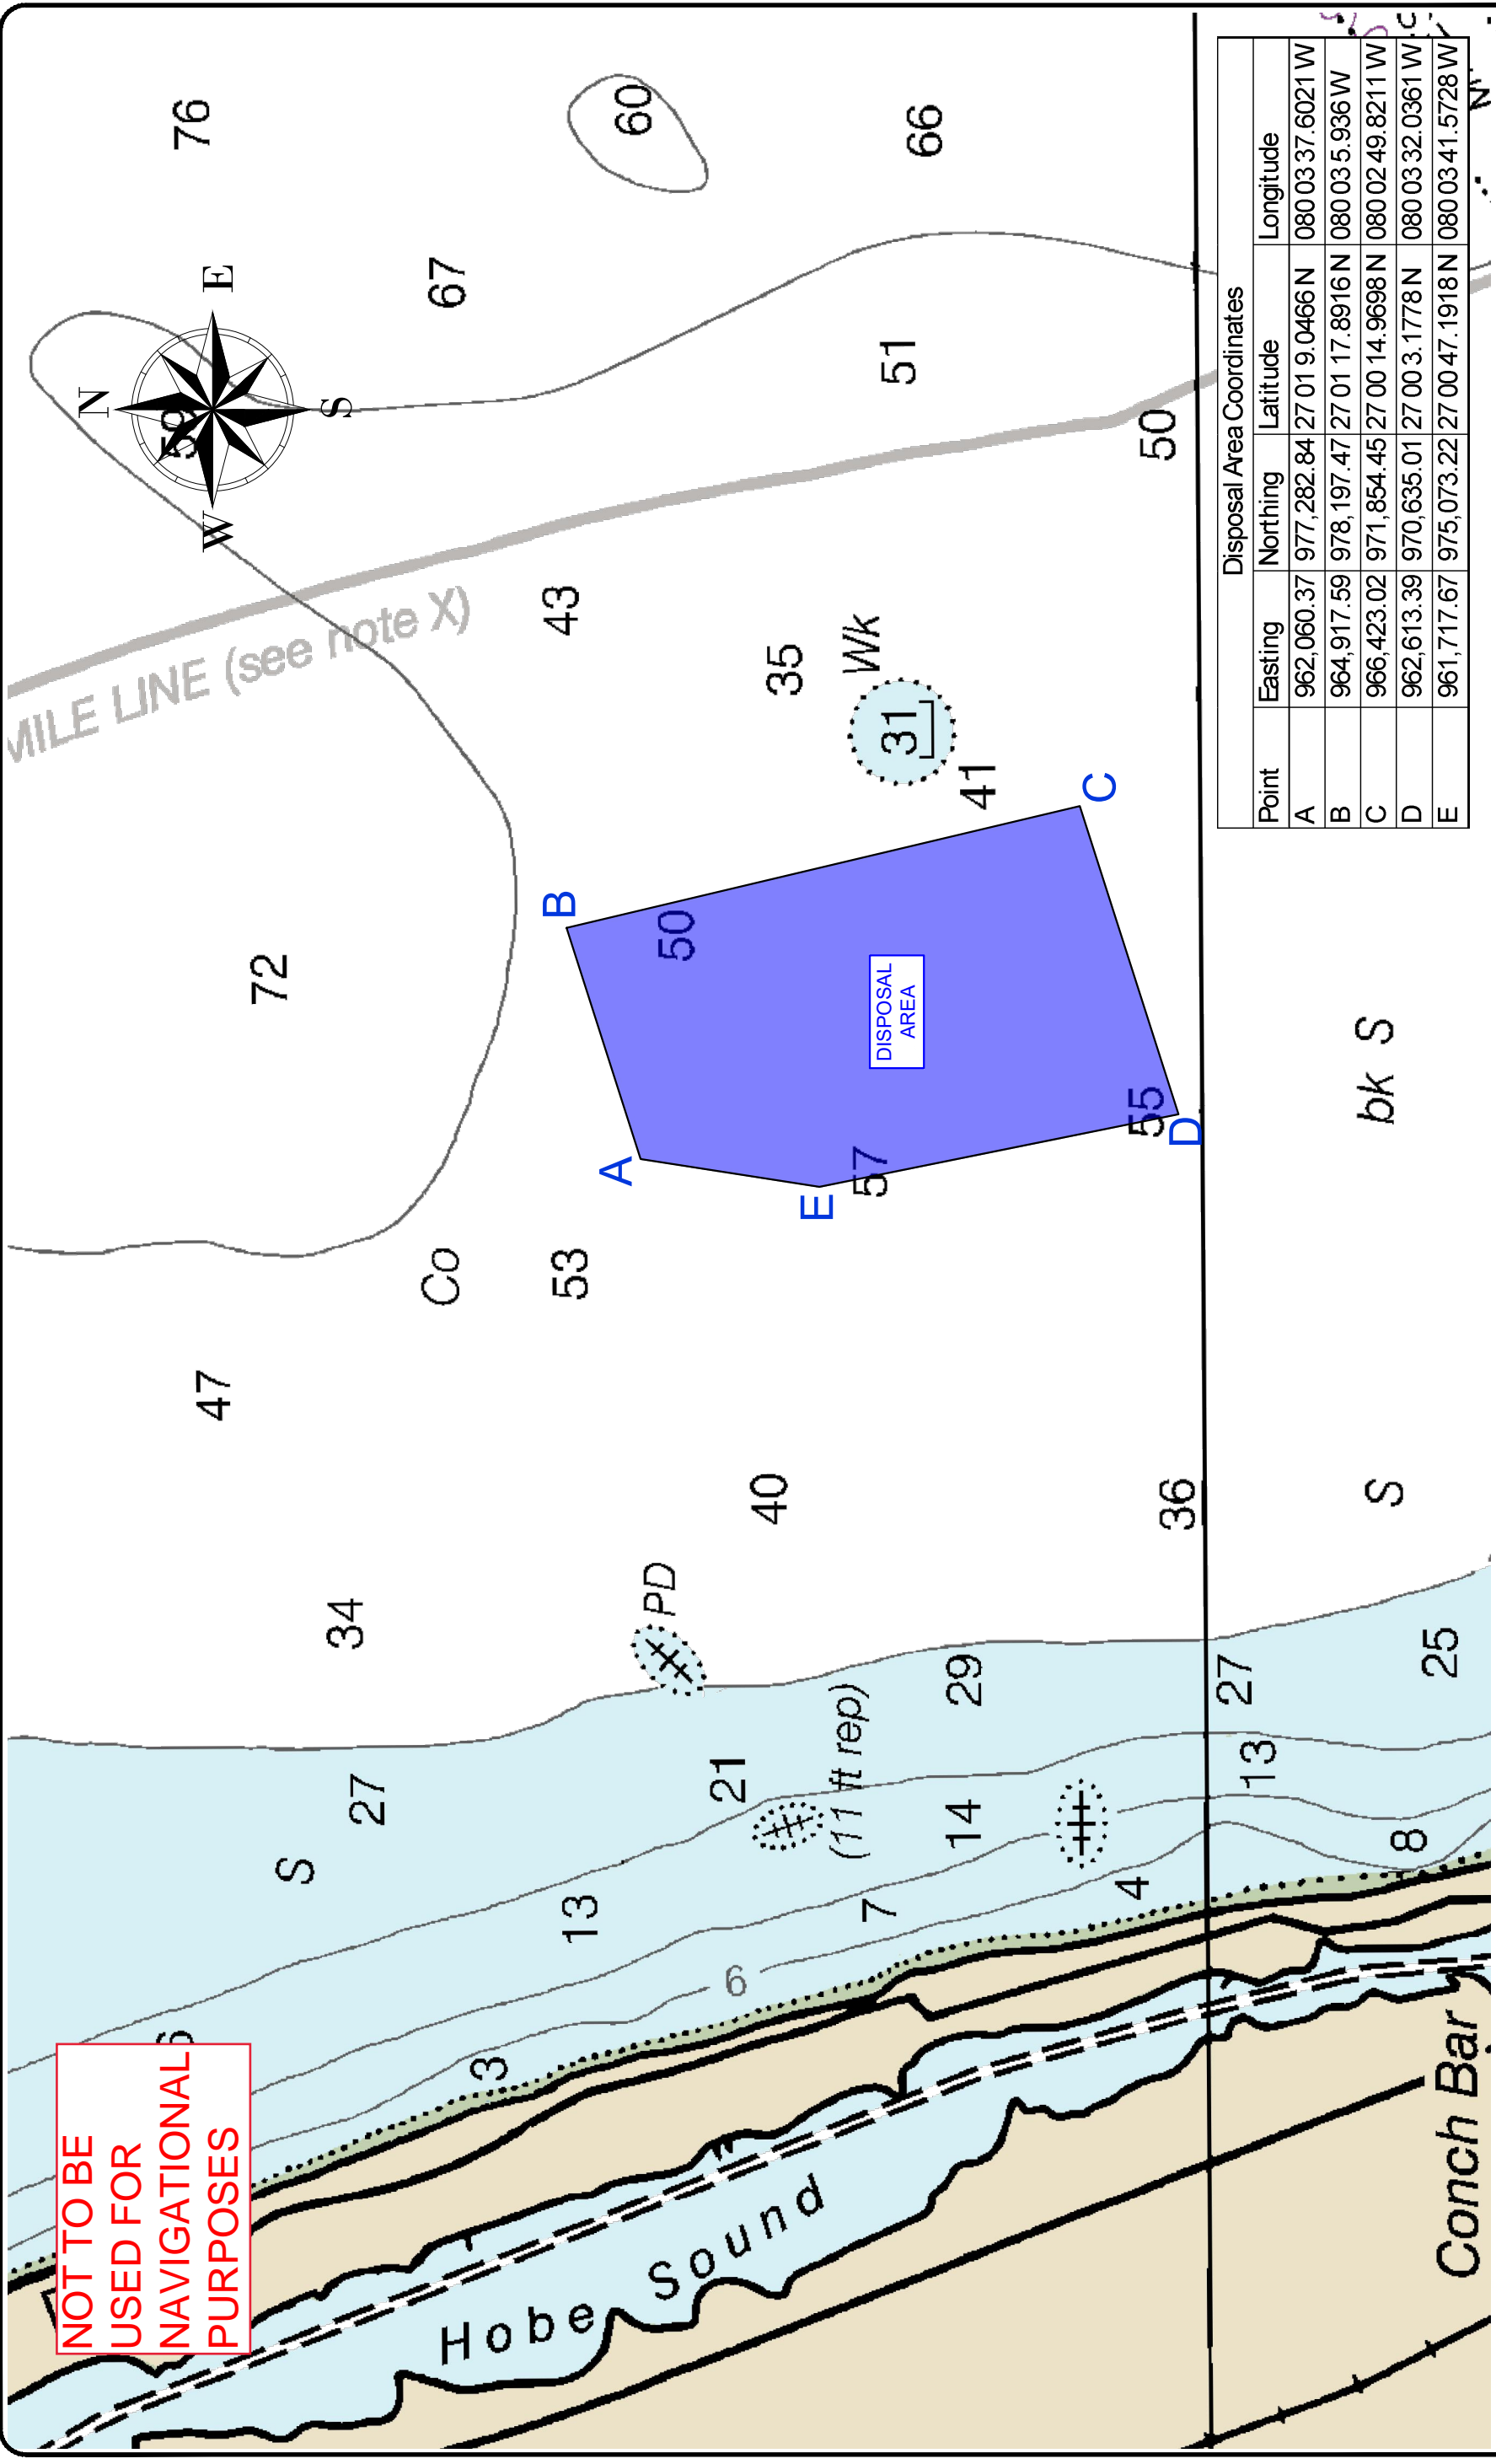 NOT TO BE
USED FOR
NAVIGATIONAL
PURPOSES
MILE LINE (see note X)
N
W
E
S
59
76
47
72
S
34
27
Co
67
3
13
53
B
43
60
A
PD
50
21
6
40
35
E
(11 ft rep)
57
7
Wk
DISPOSAL
AREA
31
51
66
14
29
41
C
4
55
50
36
D
Hobe Sound
27
13
S
bk S
8
25
Conch Bar
Disposal Area Coordinates
Point Easting Northing Latitude Longitude
A 962,060.37 977,282.84 27 01 9.0466 N 080 03 37.6021 W
B 964,917.59 978,197.47 27 01 17.8916 N 080 03 5.936 W
C 966,423.02 971,854.45 27 00 14.9698 N 080 02 49.8211 W
D 962,613.39 970,635.01 27 00 3.1778 N 080 03 32.0361 W
E 961,717.67 975,073.22 27 00 47.1918 N 080 03 41.5728 W